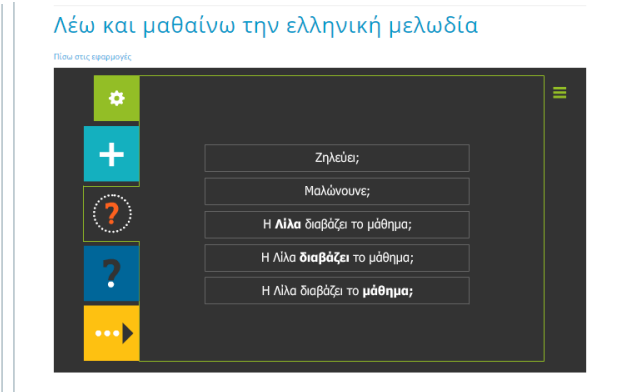 Λέω και μαθαίνω την ελληνική μελωδία
Πίσω στις εφαρμογές
Ζηλεύει;
Μαλώνουνε;
Η Λίλα διαβάζει το μάθημα;
Η Λίλα διαβάζει το μάθημα;
Η Λίλα διαβάζει το μάθημα;